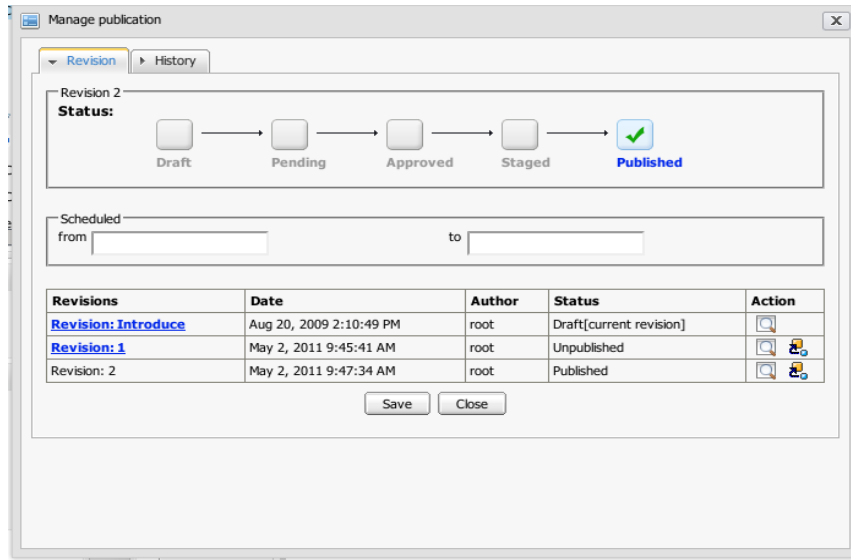 Manage publication
Revision History
Revision 2
Status:
Draft Pending Approved Staged Published
Scheduled
from to
Revisions Date Author Status Action
Revision: Introduce Aug 20, 2009 2:10:49 PM root Draft[current revision]
Revision: 1 May 2, 2011 9:45:41 AM root Unpublished
Revision: 2 May 2, 2011 9:47:34 AM root Published
Save Close